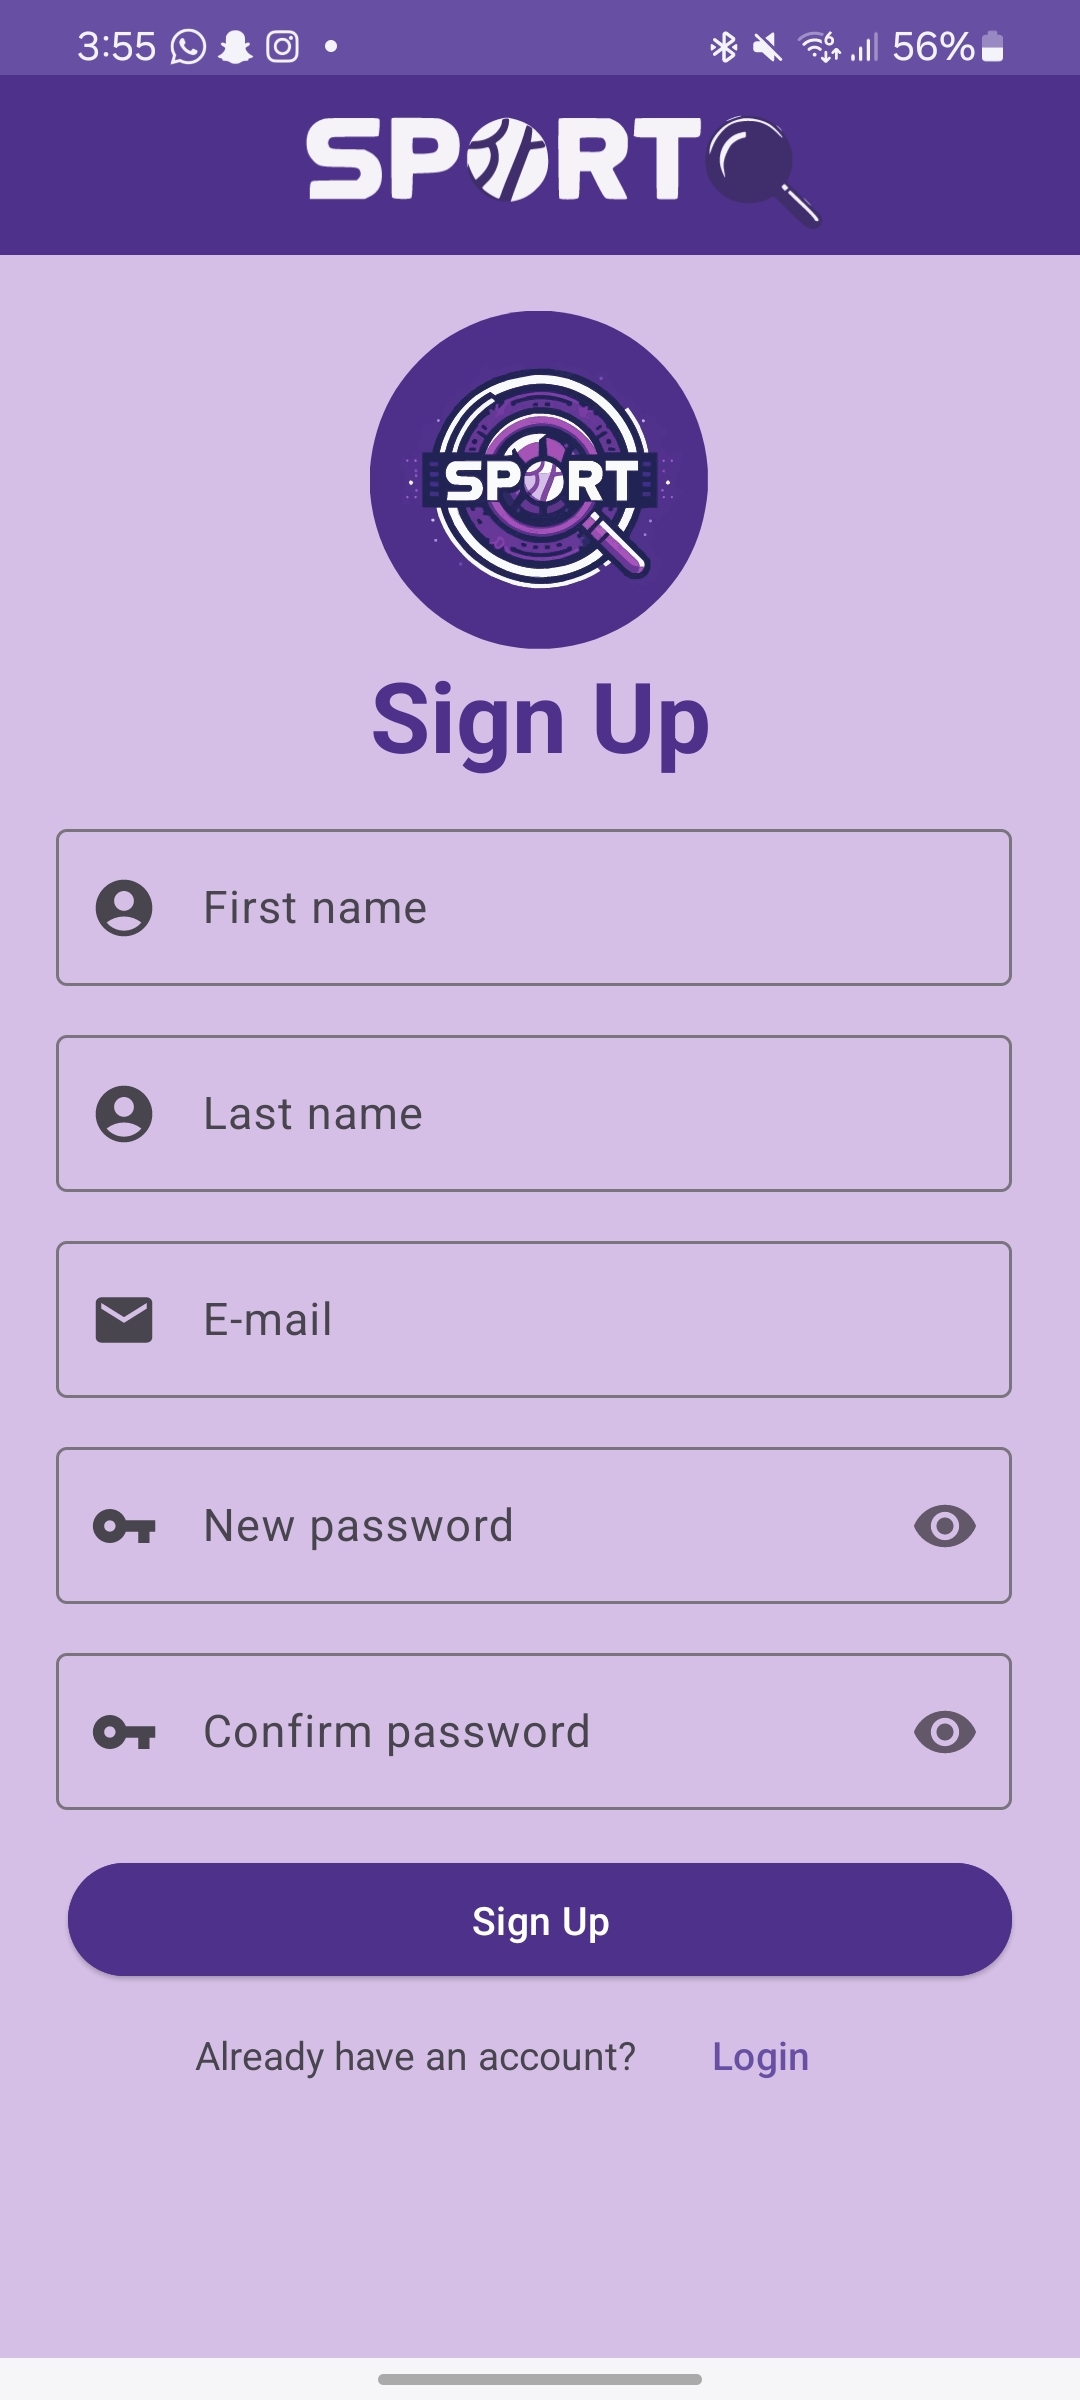 3:55 56%
SPORT
SPORT
Sign Up
First name
Last name
E-mail
New password
Confirm password
Sign Up
Already have an account? Login